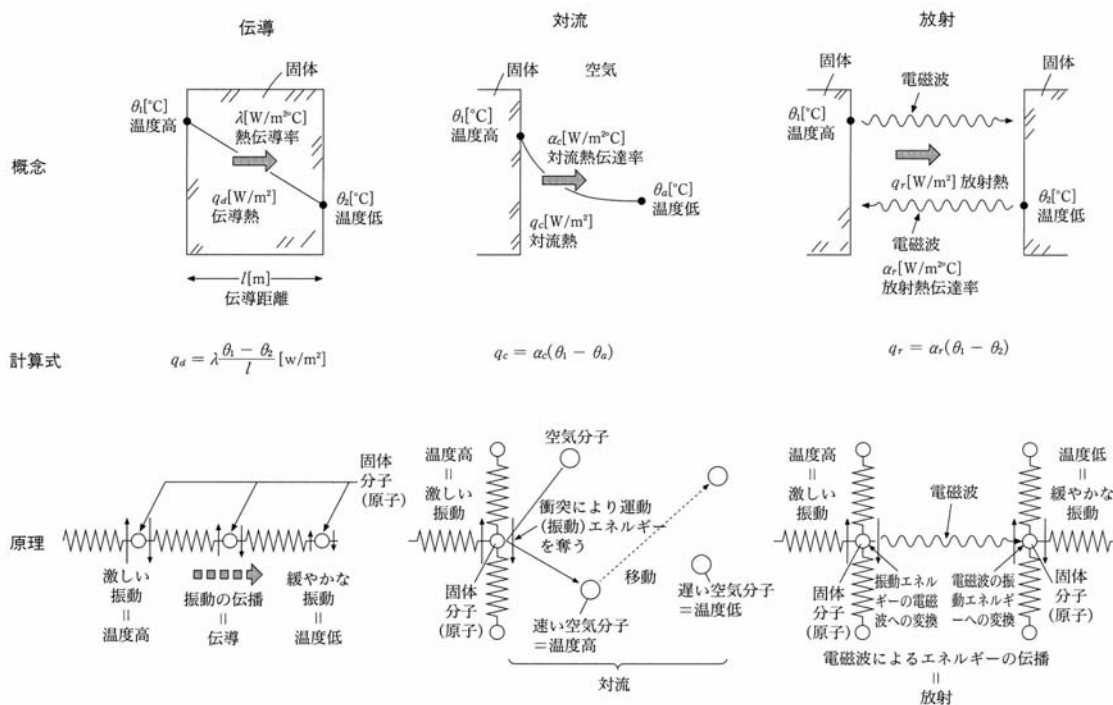 伝導
対流
放射
概念
固体
θ₁[°C]
温度高
λ[W/m²°C]
熱伝導率
q_d[W/m²]
伝導熱
θ₂[°C]
温度低
l[m]
伝導距離
固体
空気
θ₁[°C]
温度高
α_c[W/m²°C]
対流熱伝達率
θ_a[°C]
温度低
q_c[W/m²]
対流熱
固体
固体
電磁波
θ₁[°C]
温度高
q_r[W/m²] 放射熱
θ₂[°C]
温度低
電磁波
α_r[W/m²°C]
放射熱伝達率
計算式
q_d = λ (θ₁ − θ₂)/l [w/m²]
q_c = α_c(θ₁ − θ_a)
q_r = α_r(θ₁ − θ₂)
原理
固体
分子
(原子)
激しい
振動
=
温度高
振動の伝播
=
伝導
緩やかな
振動
=
温度低
温度高
=
激しい
振動
空気分子
衝突により運動
(振動)エネルギー
を奪う
移動
固体
分子
(原子)
速い空気分子
=温度高
遅い空気分子
=温度低
対流
温度高
=
激しい
振動
電磁波
温度低
=
緩やかな
振動
固体
分子
(原子)
振動エネル
ギーの電磁
波への変換
電磁波の振
動エネルギ
ーへの変換
固体
分子
(原子)
電磁波によるエネルギーの伝播
=
放射